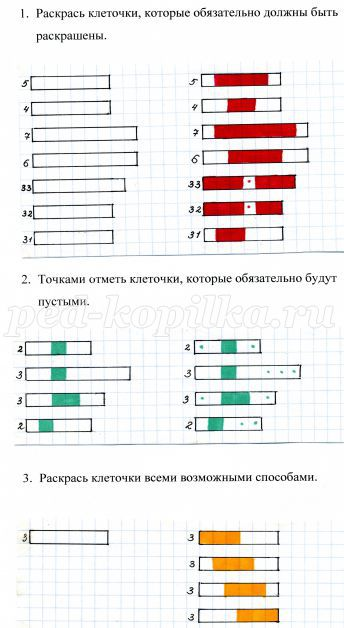 1. Раскрась клеточки, которые обязательно должны быть
раскрашены.
5 5
4 4
7 7
6 6
33 33
32 32
31 31
2. Точками отметь клеточки, которые обязательно будут
пустыми.
ped-kopilka.ru
2 2
3 3
3 3
2 2
3. Раскрась клеточки всеми возможными способами.
3 3
3
3
3